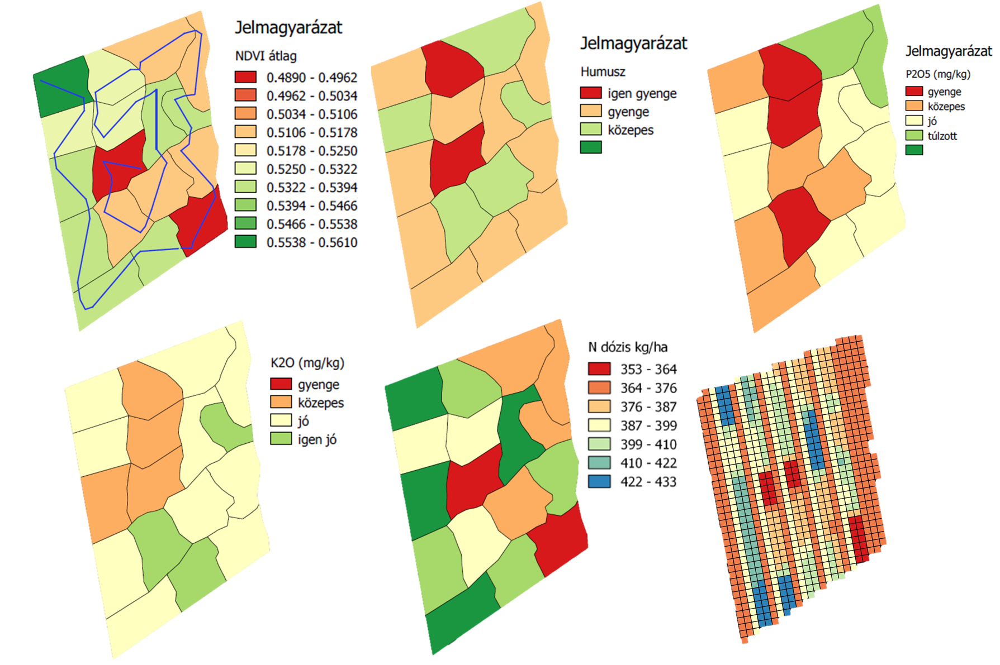 Jelmagyarázat
NDVI átlag
0.4890 - 0.4962
0.4962 - 0.5034
0.5034 - 0.5106
0.5106 - 0.5178
0.5178 - 0.5250
0.5250 - 0.5322
0.5322 - 0.5394
0.5394 - 0.5466
0.5466 - 0.5538
0.5538 - 0.5610
Jelmagyarázat
Humusz
igen gyenge
gyenge
közepes
Jelmagyarázat
P2O5 (mg/kg)
gyenge
közepes
jó
túlzott
K2O (mg/kg)
gyenge
közepes
jó
igen jó
N dózis kg/ha
353 - 364
364 - 376
376 - 387
387 - 399
399 - 410
410 - 422
422 - 433